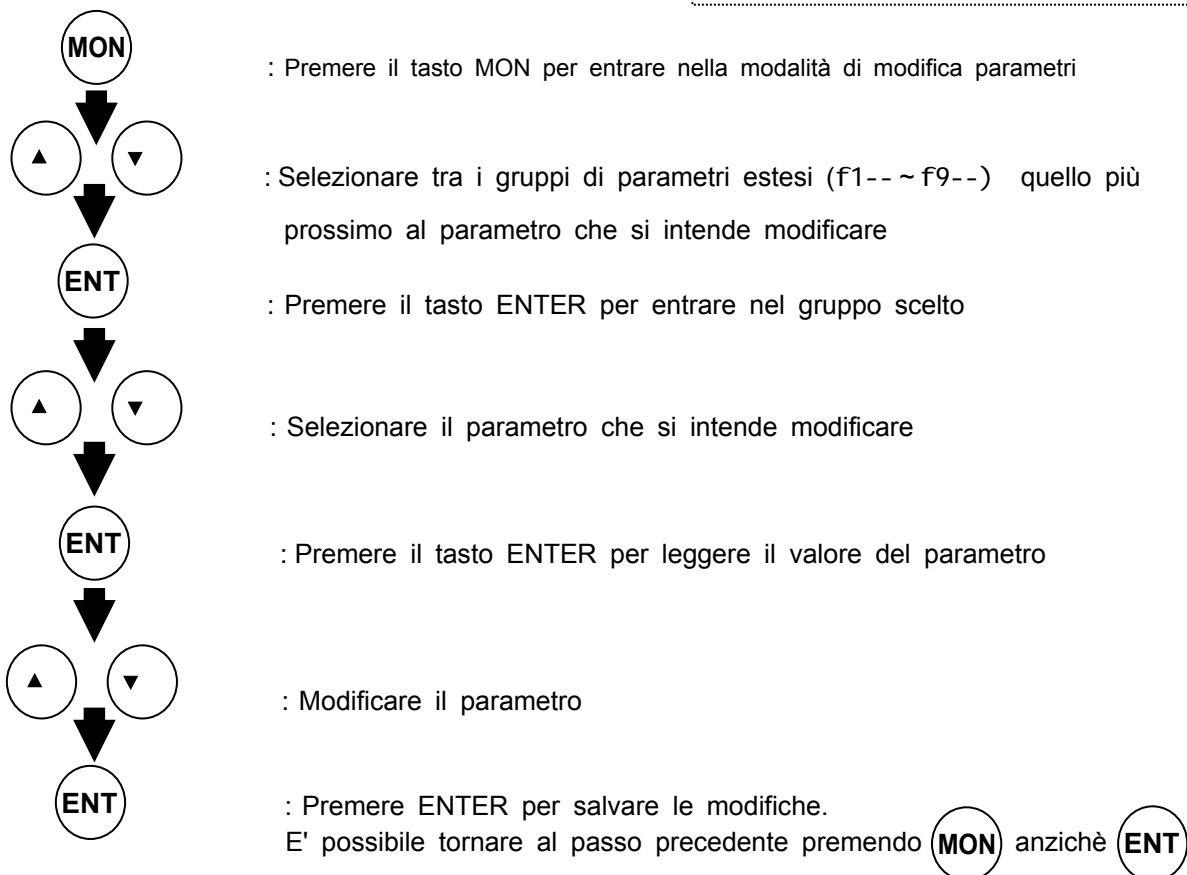 MON
: Premere il tasto MON per entrare nella modalità di modifica parametri
▲ ▼
: Selezionare tra i gruppi di parametri estesi (f1-- ~ f9--) quello più
prossimo al parametro che si intende modificare
ENT
: Premere il tasto ENTER per entrare nel gruppo scelto
▲ ▼
: Selezionare il parametro che si intende modificare
ENT
: Premere il tasto ENTER per leggere il valore del parametro
▲ ▼
: Modificare il parametro
ENT
: Premere ENTER per salvare le modifiche.
E' possibile tornare al passo precedente premendo MON anzichè ENT